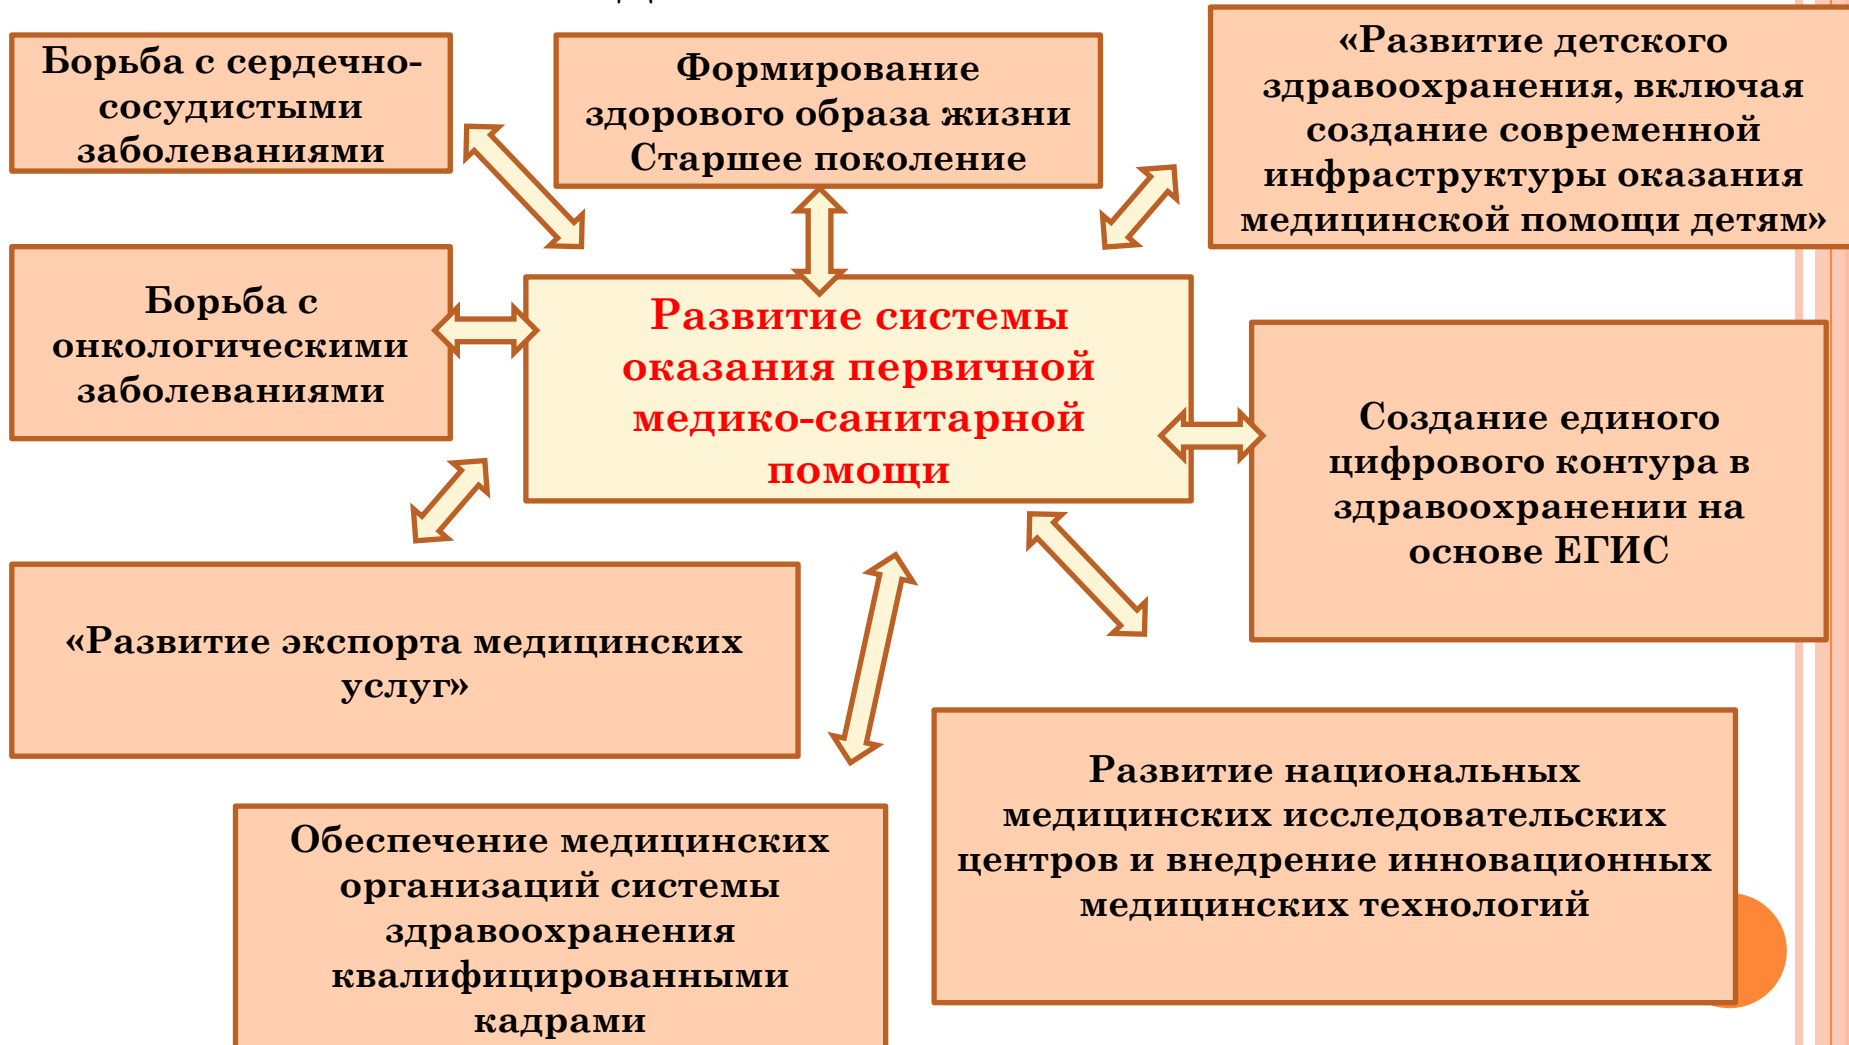 Борьба с сердечно-
сосудистыми
заболеваниями
Формирование
здорового образа жизни
Старшее поколение
«Развитие детского
здравоохранения, включая
создание современной
инфраструктуры оказания
медицинской помощи детям»
Борьба с
онкологическими
заболеваниями
Развитие системы
оказания первичной
медико-санитарной
помощи
Создание единого
цифрового контура в
здравоохранении на
основе ЕГИС
«Развитие экспорта медицинских
услуг»
Обеспечение медицинских
организаций системы
здравоохранения
квалифицированными
кадрами
Развитие национальных
медицинских исследовательских
центров и внедрение инновационных
медицинских технологий